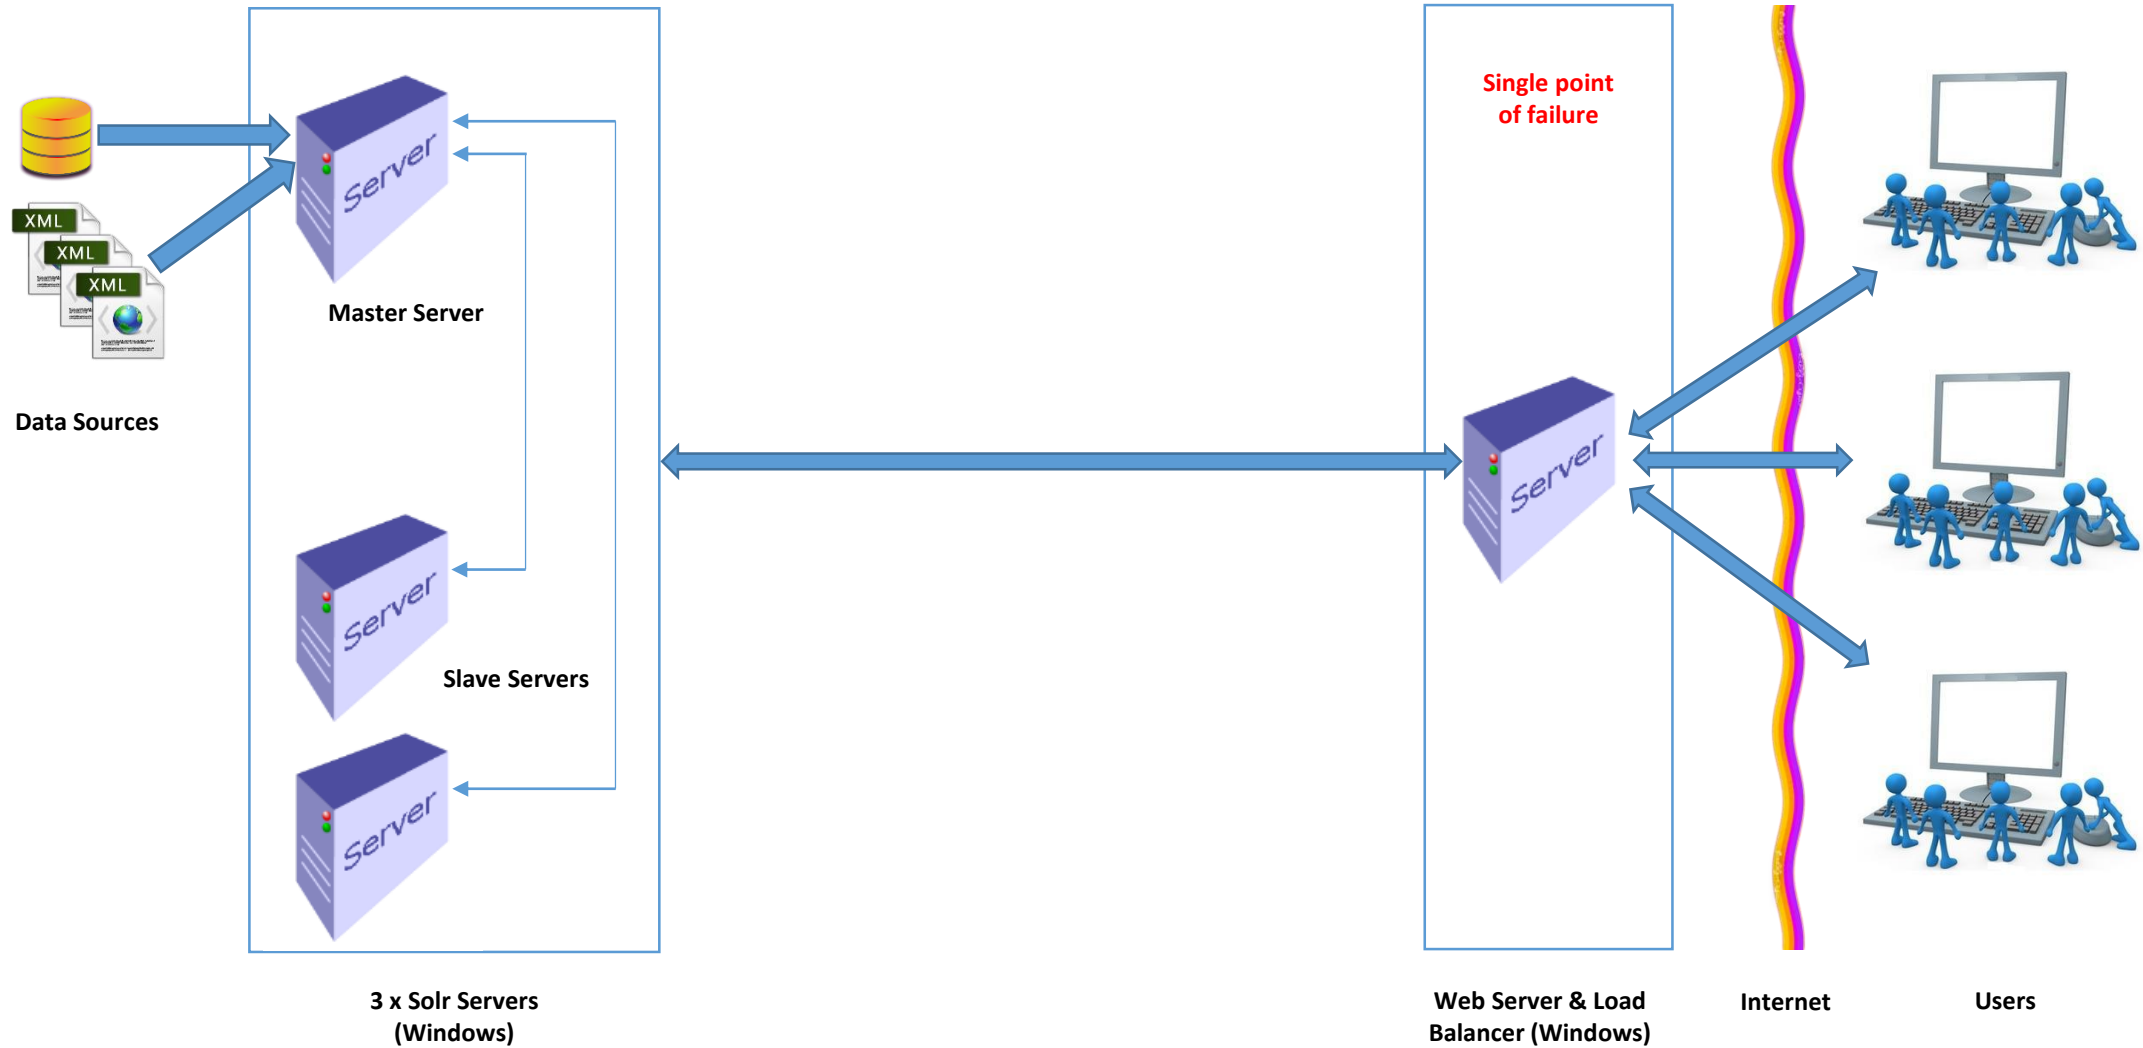 Single point
of failure
Server
XML
XML
XML
Master Server
Data Sources
Server
Server
Slave Servers
Server
3 x Solr Servers
(Windows)
Web Server & Load
Balancer (Windows)
Internet
Users